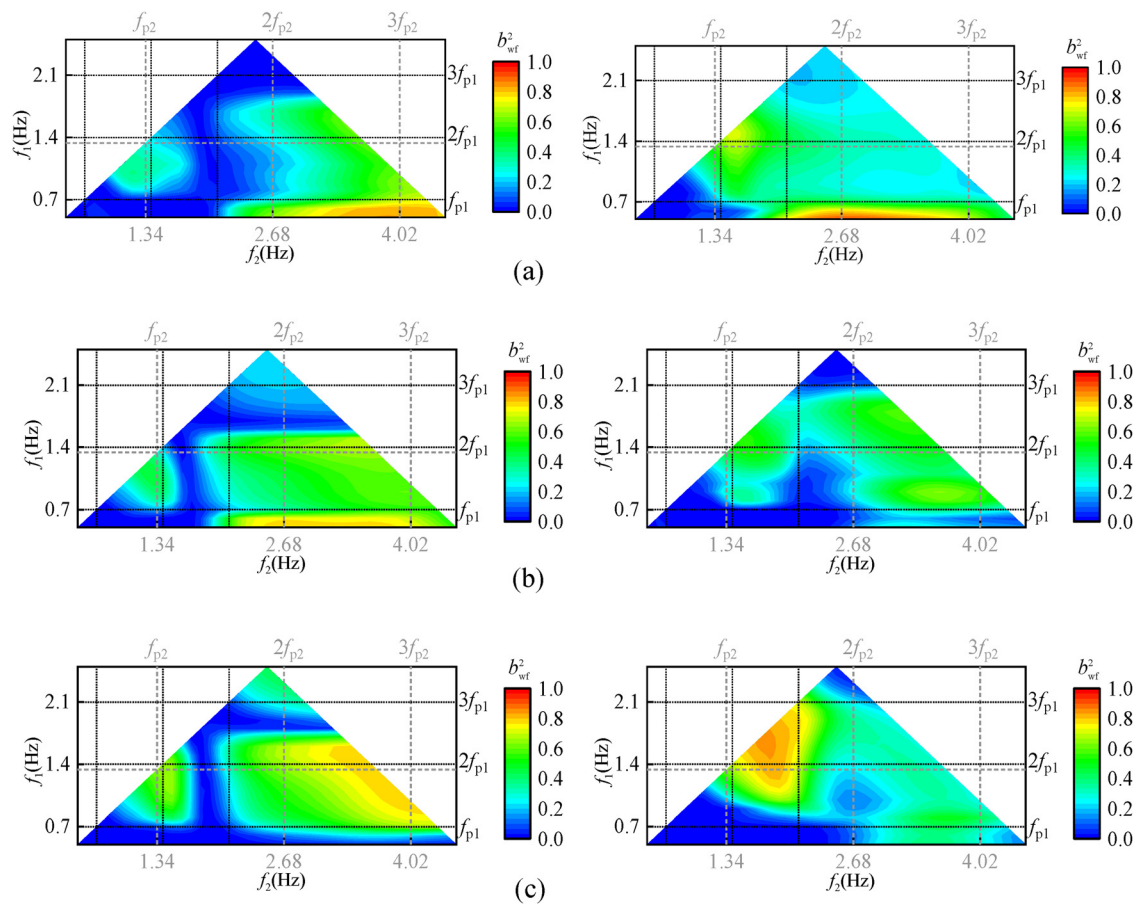 fp2 2fp2 3fp2 b²wf
2.1 3fp1 1.0
0.8
f1(Hz) 1.4 2fp1 0.6
0.4
0.7 fp1 0.2
0.0
1.34 2.68 4.02
f2(Hz)
fp2 2fp2 3fp2 b²wf
2.1 3fp1 1.0
0.8
f1(Hz) 1.4 2fp1 0.6
0.4
0.7 fp1 0.2
0.0
1.34 2.68 4.02
f2(Hz)
(a)
fp2 2fp2 3fp2 b²wf
2.1 3fp1 1.0
0.8
f1(Hz) 1.4 2fp1 0.6
0.4
0.7 fp1 0.2
0.0
1.34 2.68 4.02
f2(Hz)
fp2 2fp2 3fp2 b²wf
2.1 3fp1 1.0
0.8
f1(Hz) 1.4 2fp1 0.6
0.4
0.7 fp1 0.2
0.0
1.34 2.68 4.02
f2(Hz)
(b)
fp2 2fp2 3fp2 b²wf
2.1 3fp1 1.0
0.8
f1(Hz) 1.4 2fp1 0.6
0.4
0.7 fp1 0.2
0.0
1.34 2.68 4.02
f2(Hz)
fp2 2fp2 3fp2 b²wf
2.1 3fp1 1.0
0.8
f1(Hz) 1.4 2fp1 0.6
0.4
0.7 fp1 0.2
0.0
1.34 2.68 4.02
f2(Hz)
(c)